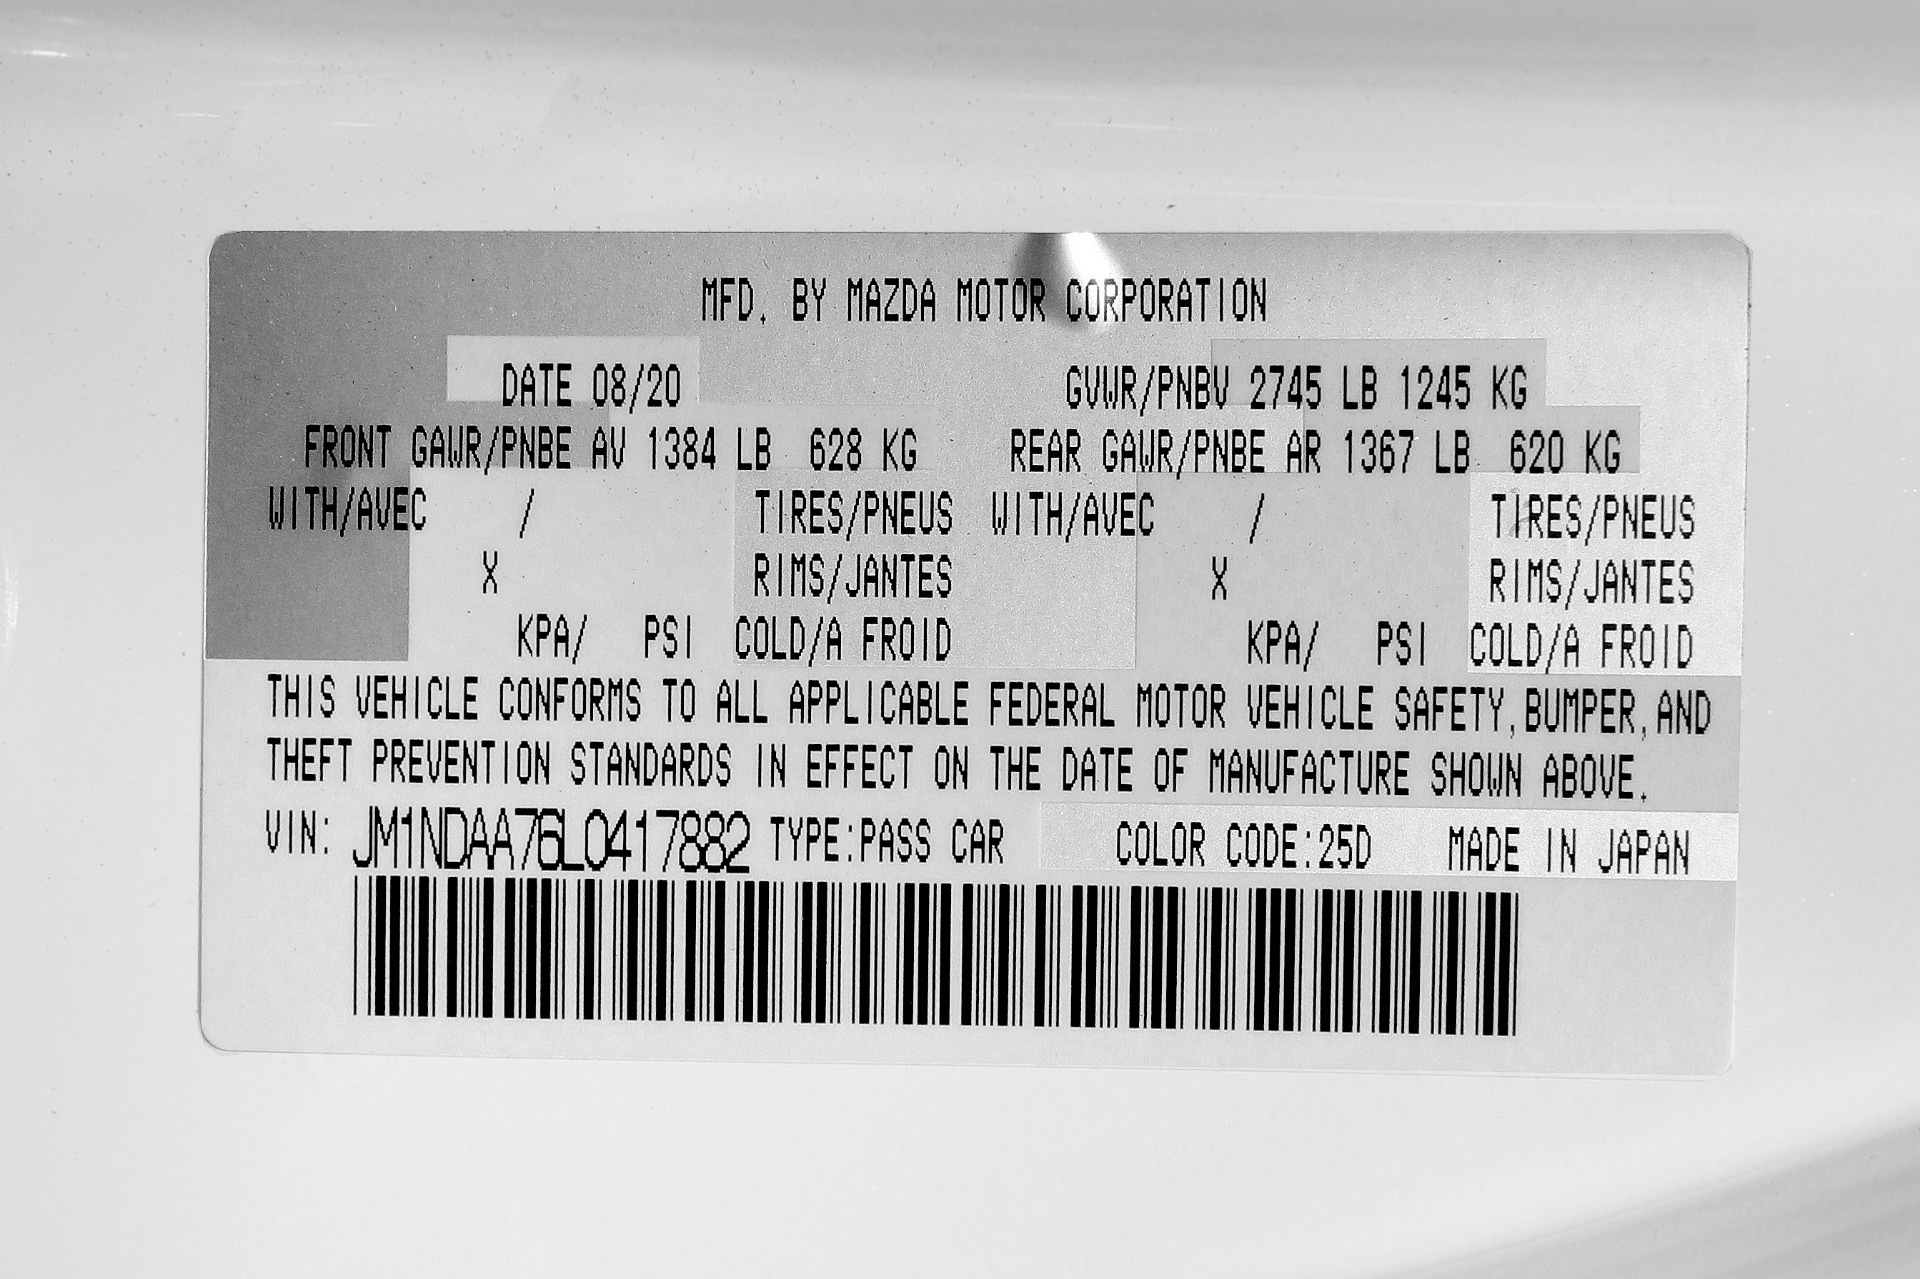 MFD. BY MAZDA MOTOR CORPORATION
DATE 08/20 GVWR/PNBV 2745 LB 1245 KG
FRONT GAWR/PNBE AV 1384 LB 628 KG REAR GAWR/PNBE AR 1367 LB 620 KG
WITH/AVEC / TIRES/PNEUS WITH/AVEC / TIRES/PNEUS
X RIMS/JANTES X RIMS/JANTES
KPA/ PSI COLD/A FROID KPA/ PSI COLD/A FROID
THIS VEHICLE CONFORMS TO ALL APPLICABLE FEDERAL MOTOR VEHICLE SAFETY,BUMPER,AND
THEFT PREVENTION STANDARDS IN EFFECT ON THE DATE OF MANUFACTURE SHOWN ABOVE.
VIN: JM1NDAA76L0417882 TYPE:PASS CAR COLOR CODE:25D MADE IN JAPAN